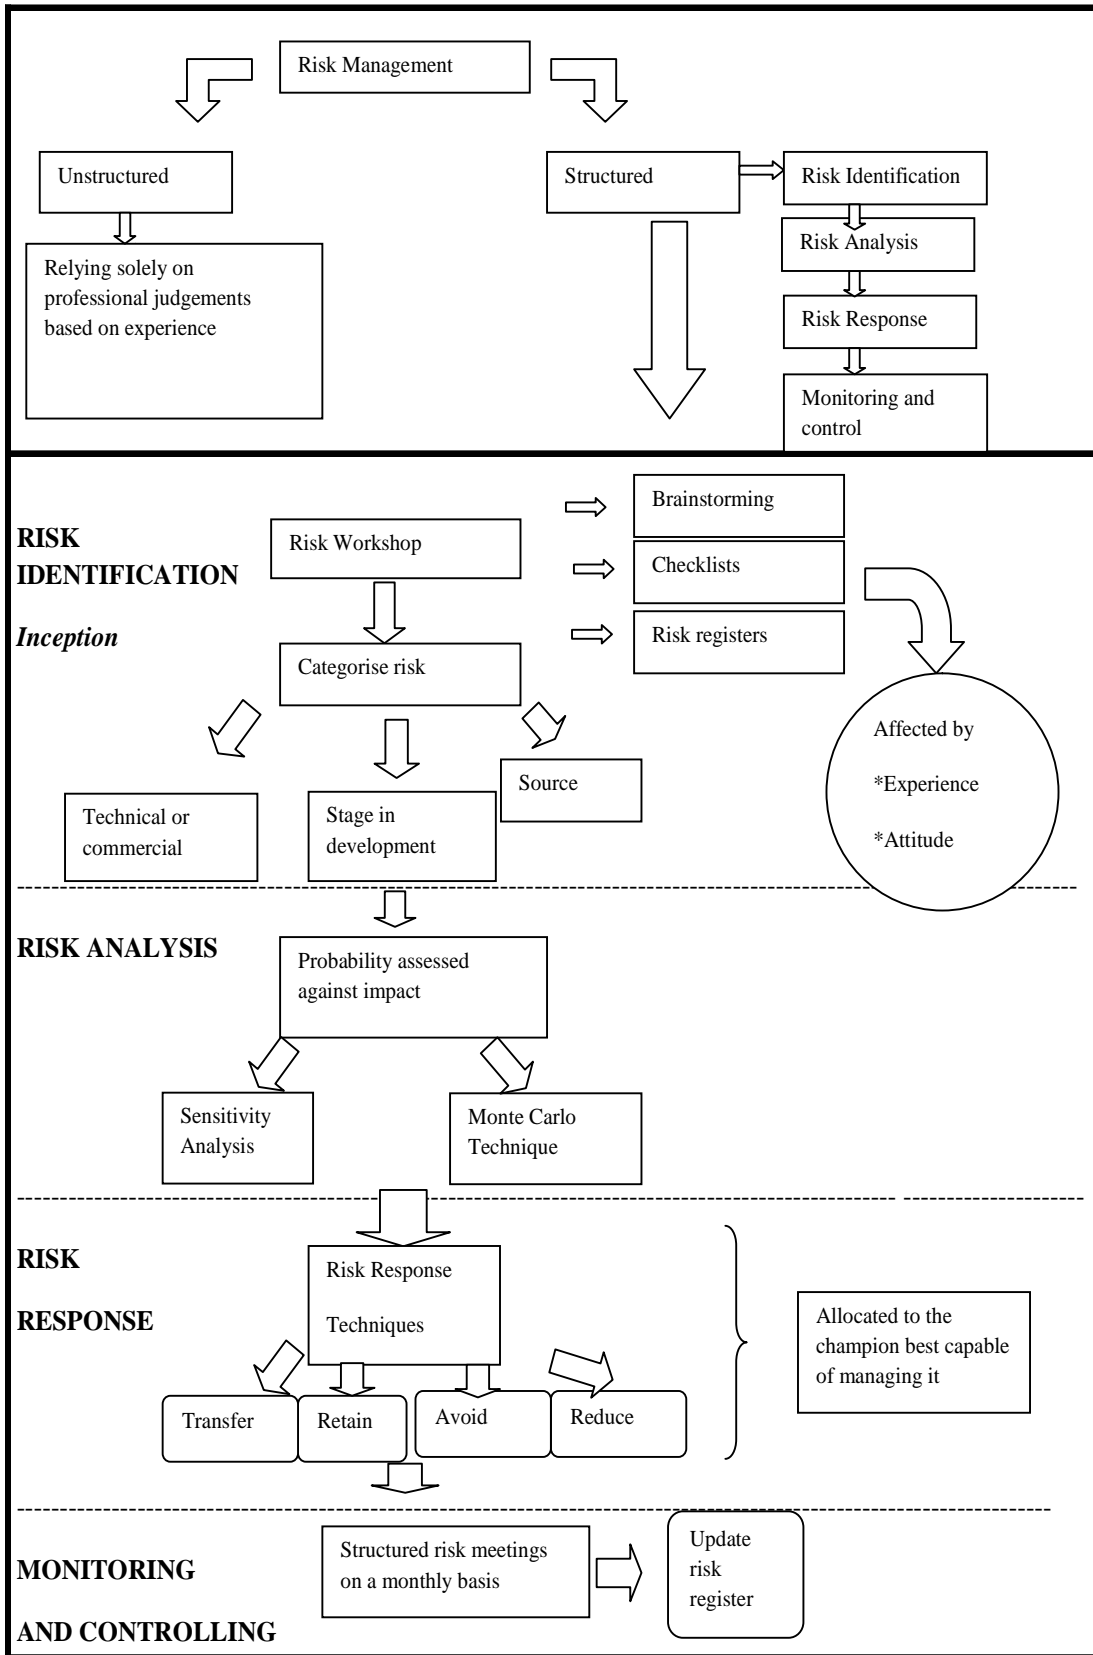 Risk Management
Unstructured
Structured
Risk Identification
Relying solely on
professional judgements
based on experience
Risk Analysis
Risk Response
Monitoring and
control
RISK
IDENTIFICATION
Inception
Risk Workshop
Brainstorming
Checklists
Risk registers
Categorise risk
Affected by
*Experience
*Attitude
Technical or
commercial
Stage in
development
Source
RISK ANALYSIS
Probability assessed
against impact
Sensitivity
Analysis
Monte Carlo
Technique
RISK
RESPONSE
Risk Response
Techniques
Allocated to the
champion best capable
of managing it
Transfer
Retain
Avoid
Reduce
MONITORING
AND CONTROLLING
Structured risk meetings
on a monthly basis
Update
risk
register